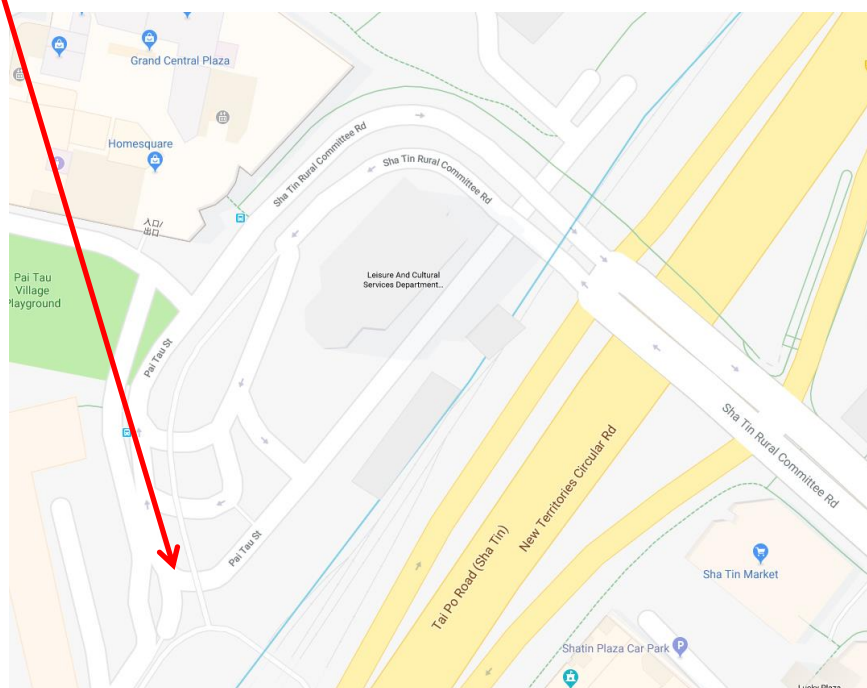 Grand Central Plaza
Homesquare
Sha Tin Rural Committee Rd
Sha Tin Rural Committee Rd
入口/
出口
Leisure And Cultural
Services Department...
Pai Tau
Village
Playground
Pai Tau St
Sha Tin Rural Committee Rd
New Territories Circular Rd
Tai Po Road (Sha Tin)
Pai Tau St
Sha Tin Market
Shatin Plaza Car Park
P
Lucky Plaza